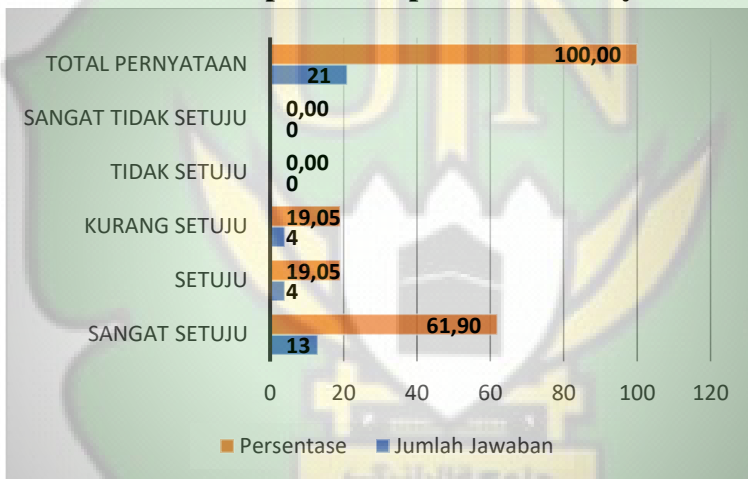 TOTAL PERNYATAAN
100,00
21
SANGAT TIDAK SETUJU
0,00
0
TIDAK SETUJU
0,00
0
KURANG SETUJU
19,05
4
SETUJU
19,05
4
SANGAT SETUJU
61,90
13
0 20 40 60 80 100 120
Persentase Jumlah Jawaban
UIN